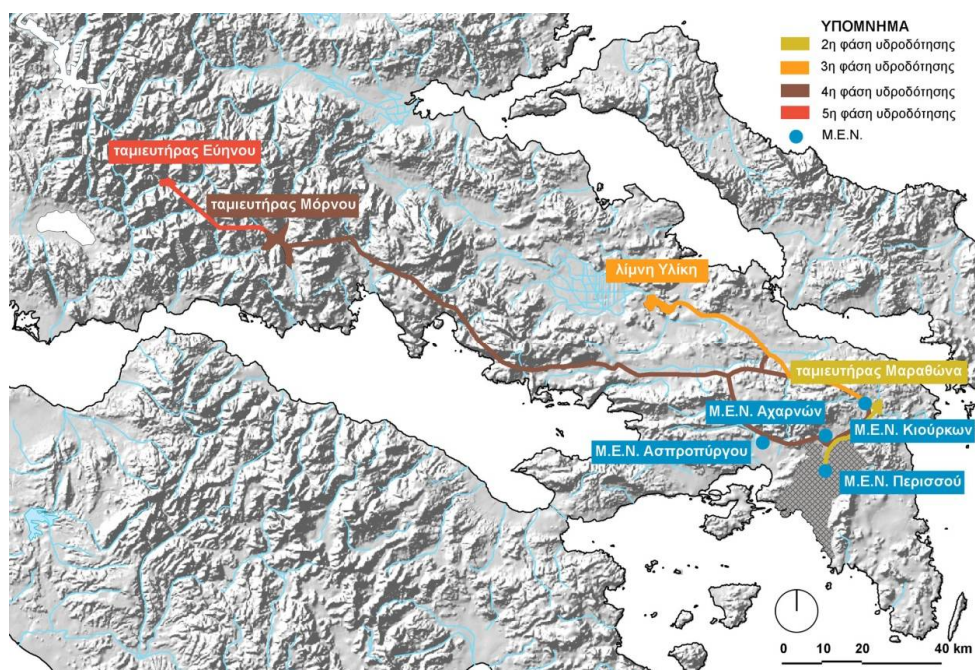 ΥΠΟΜΝΗΜΑ
2η φάση υδροδότησης
3η φάση υδροδότησης
4η φάση υδροδότησης
5η φάση υδροδότησης
Μ.Ε.Ν.
ταμιευτήρας Εύηνου
ταμιευτήρας Μόρνου
λίμνη Υλίκη
ταμιευτήρας Μαραθώνα
Μ.Ε.Ν. Αχαρνών
Μ.Ε.Ν. Κιούρκων
Μ.Ε.Ν. Ασπροπύργου
Μ.Ε.Ν. Περισσού
0 10 20 40 km